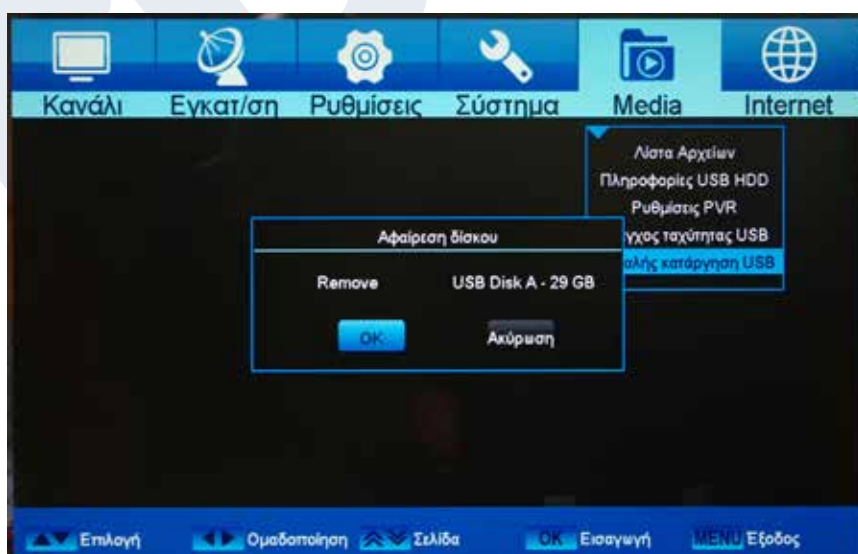 Κανάλι Εγκατ/ση Ρυθμίσεις Σύστημα Media Internet
Λίστα Αρχείων
Πληροφορίες USB HDD
Ρυθμίσεις PVR
γχος ταχύτητας USB
αλής κατάργηση USB
Αφαίρεση δίσκου
Remove USB Disk A - 29 GB
OK Ακύρωση
Επιλογή Ομαδοποίηση Σελίδα OK Εισαγωγή MENU Έξοδος